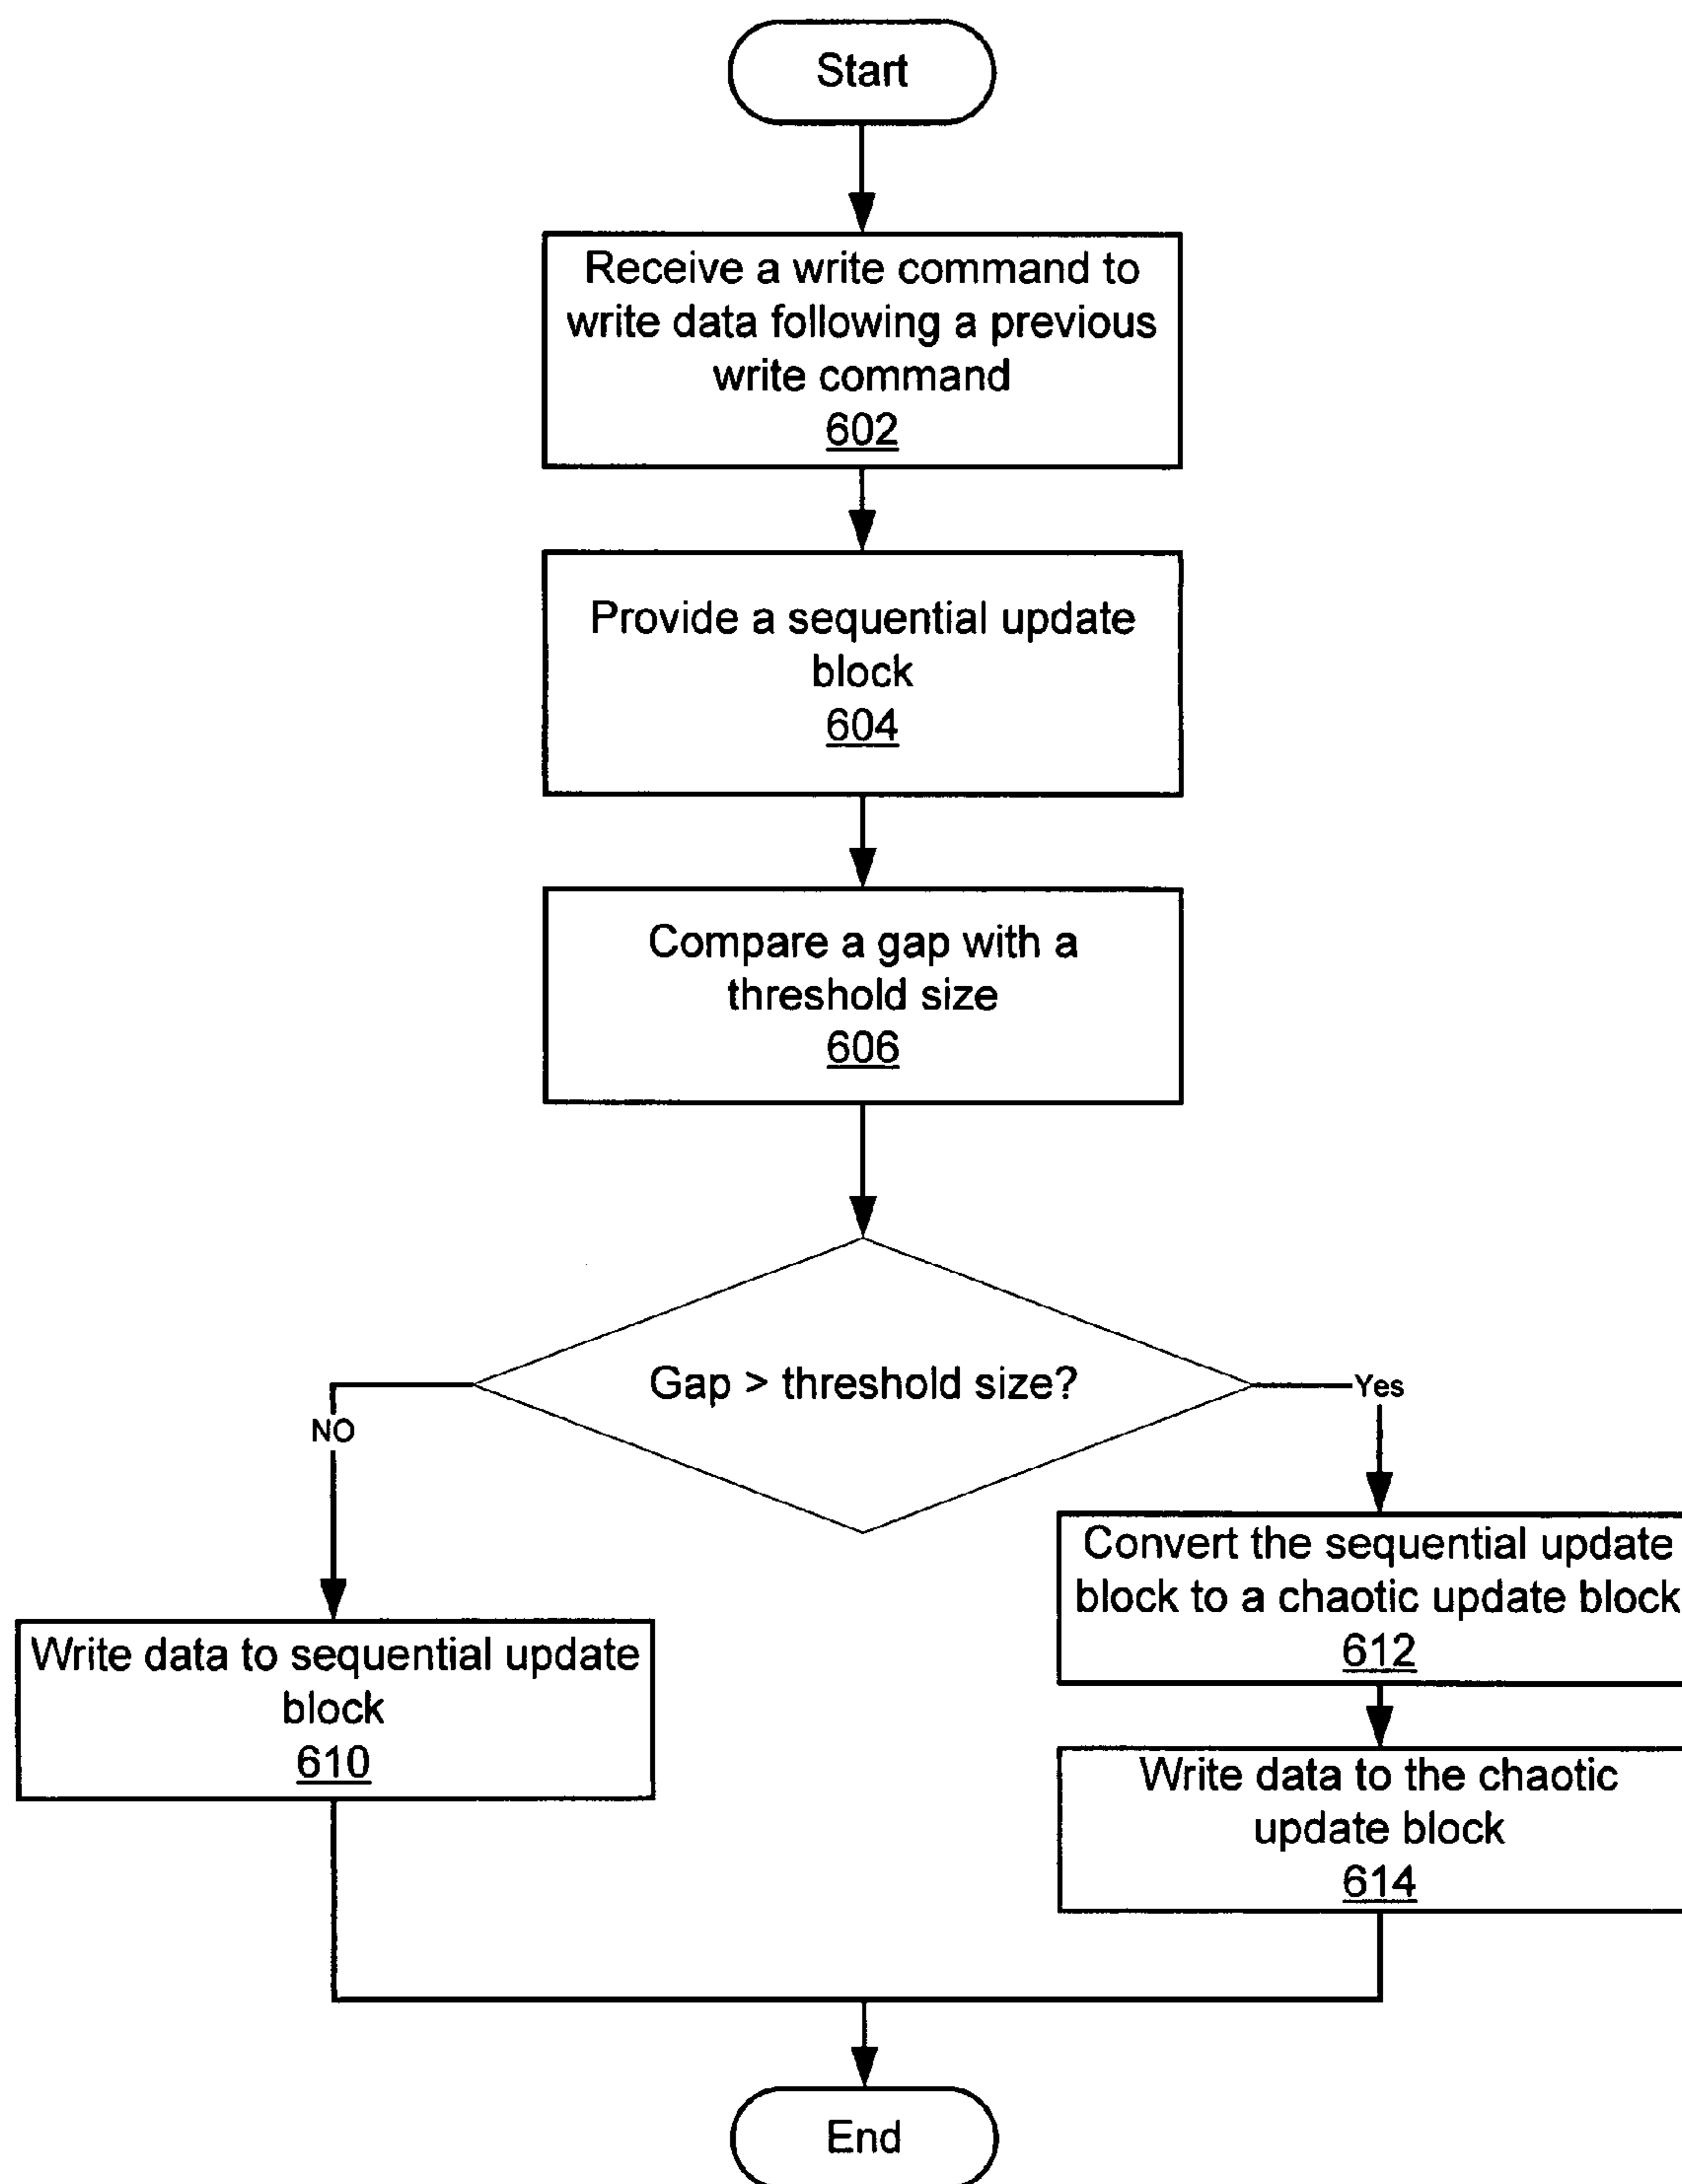 Start
Receive a write command to
write data following a previous
write command
602
Provide a sequential update
block
604
Compare a gap with a
threshold size
606
Gap > threshold size?
NO
Yes
Convert the sequential update
block to a chaotic update block
612
Write data to sequential update
block
610
Write data to the chaotic
update block
614
End